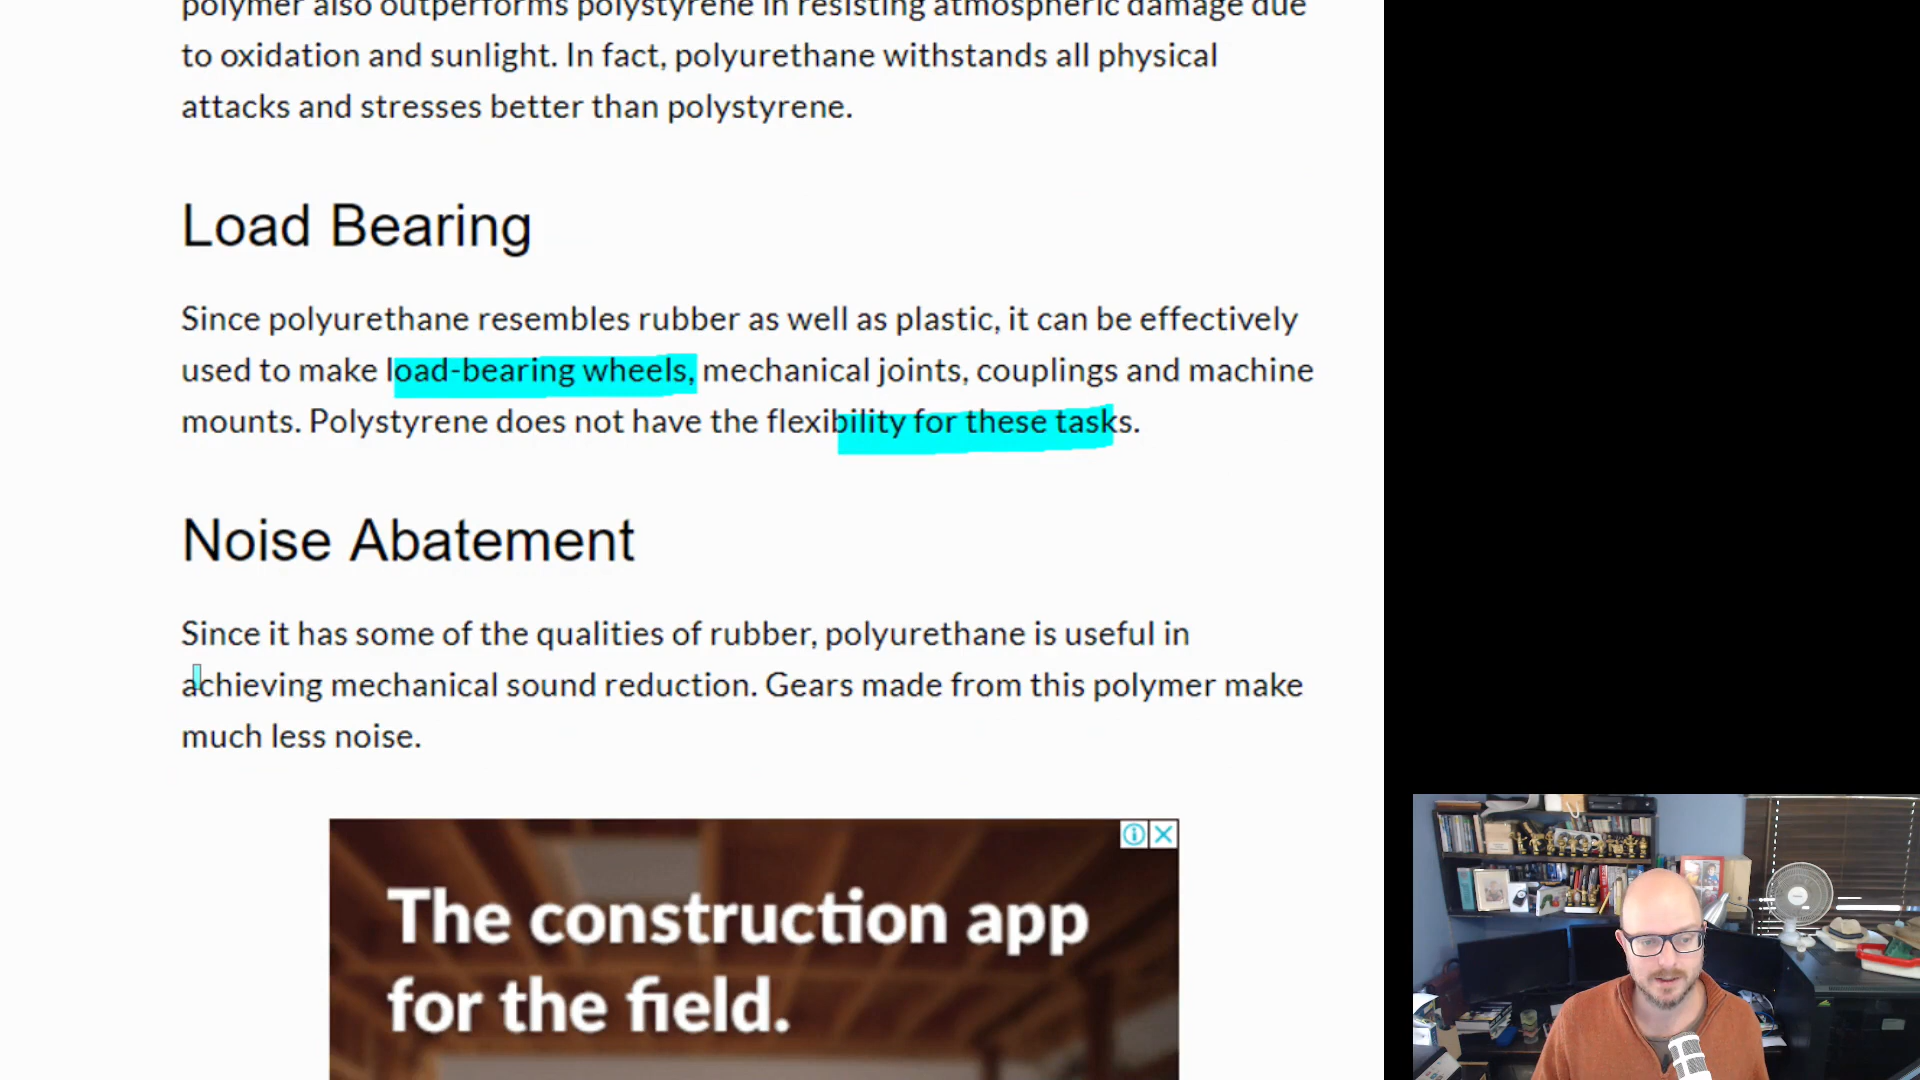 polymer also outperforms polystyrene in resisting atmospheric damage due
to oxidation and sunlight. In fact, polyurethane withstands all physical
attacks and stresses better than polystyrene.
Load Bearing
Since polyurethane resembles rubber as well as plastic, it can be effectively
used to make load-bearing wheels, mechanical joints, couplings and machine
mounts. Polystyrene does not have the flexibility for these tasks.
Noise Abatement
Since it has some of the qualities of rubber, polyurethane is useful in
achieving mechanical sound reduction. Gears made from this polymer make
much less noise.
The construction app
for the field.